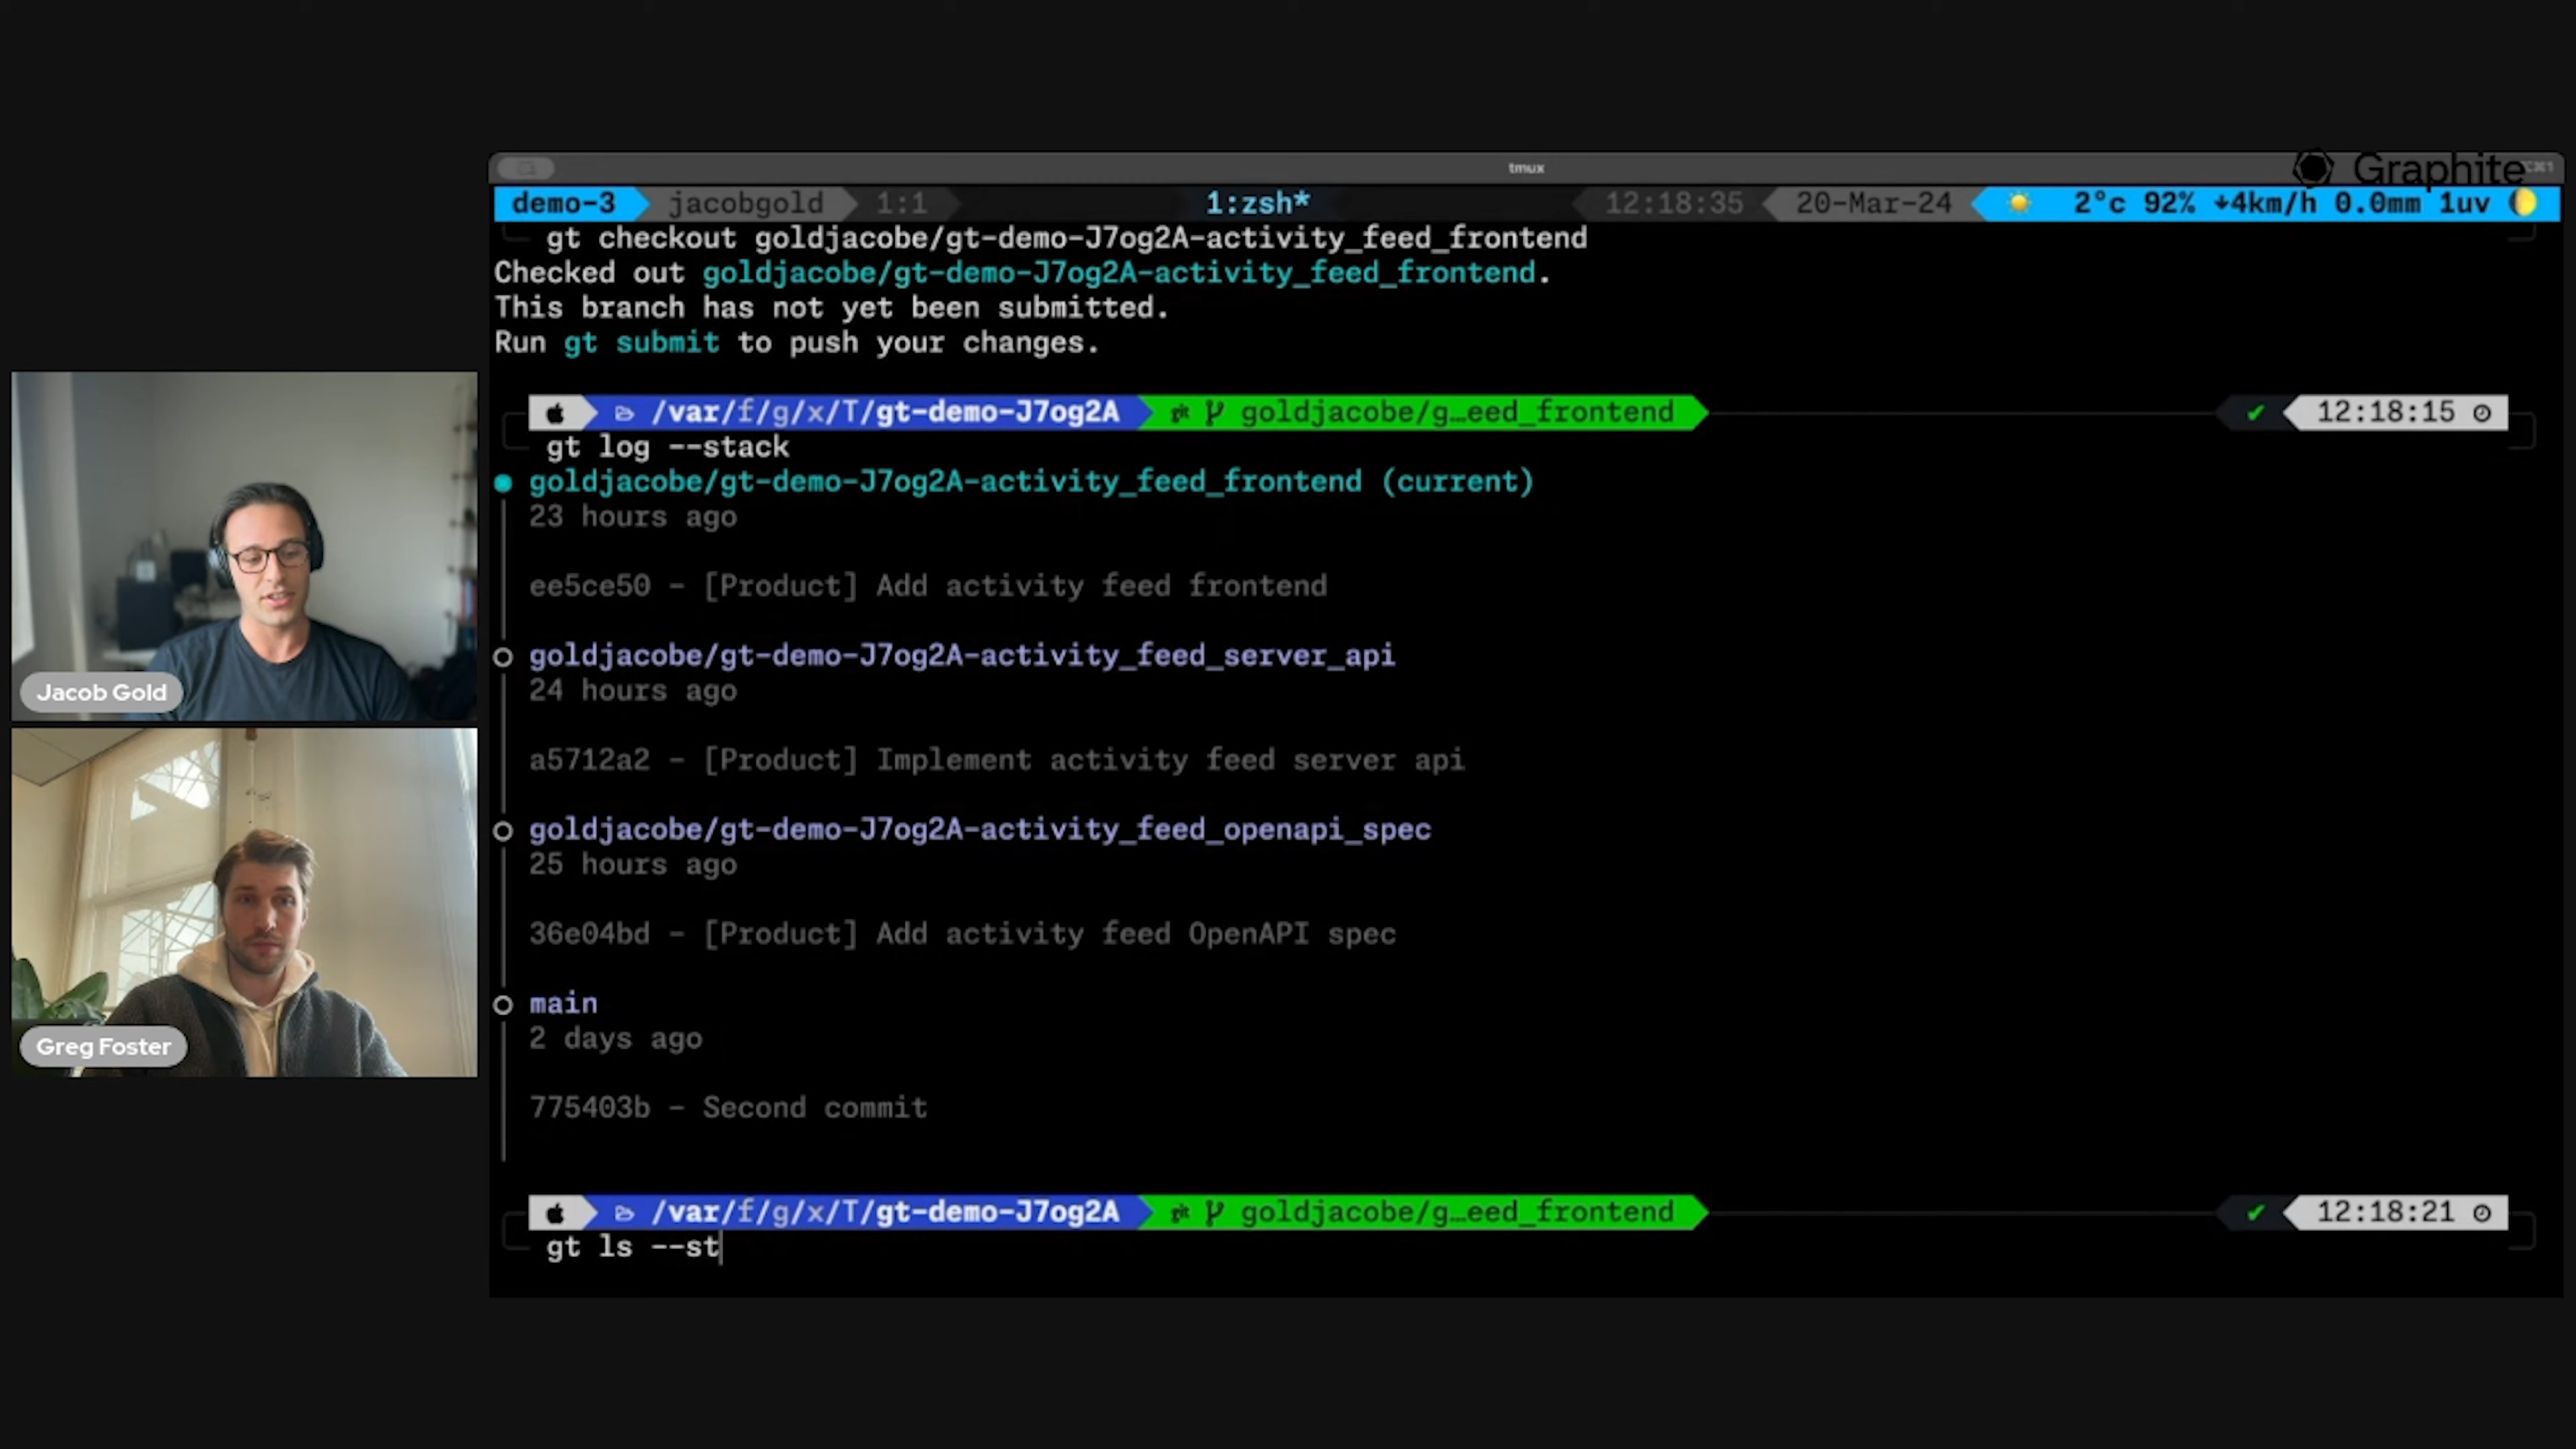 tmux
Graphite
demo-3 jacobgold 1:1 1:zsh* 12:18:35 20-Mar-24 2°c 92% ↓4km/h 0.0mm 1uv
gt checkout goldjacobe/gt-demo-J7og2A-activity_feed_frontend
Checked out goldjacobe/gt-demo-J7og2A-activity_feed_frontend.
This branch has not yet been submitted.
Run gt submit to push your changes.
/var/f/g/x/T/gt-demo-J7og2A git goldjacobe/g…eed_frontend ✔ 12:18:15
gt log --stack
goldjacobe/gt-demo-J7og2A-activity_feed_frontend (current)
23 hours ago
ee5ce50 - [Product] Add activity feed frontend
goldjacobe/gt-demo-J7og2A-activity_feed_server_api
24 hours ago
a5712a2 - [Product] Implement activity feed server api
goldjacobe/gt-demo-J7og2A-activity_feed_openapi_spec
25 hours ago
36e04bd - [Product] Add activity feed OpenAPI spec
main
2 days ago
775403b - Second commit
/var/f/g/x/T/gt-demo-J7og2A git goldjacobe/g…eed_frontend ✔ 12:18:21
gt ls --st
Jacob Gold
Greg Foster